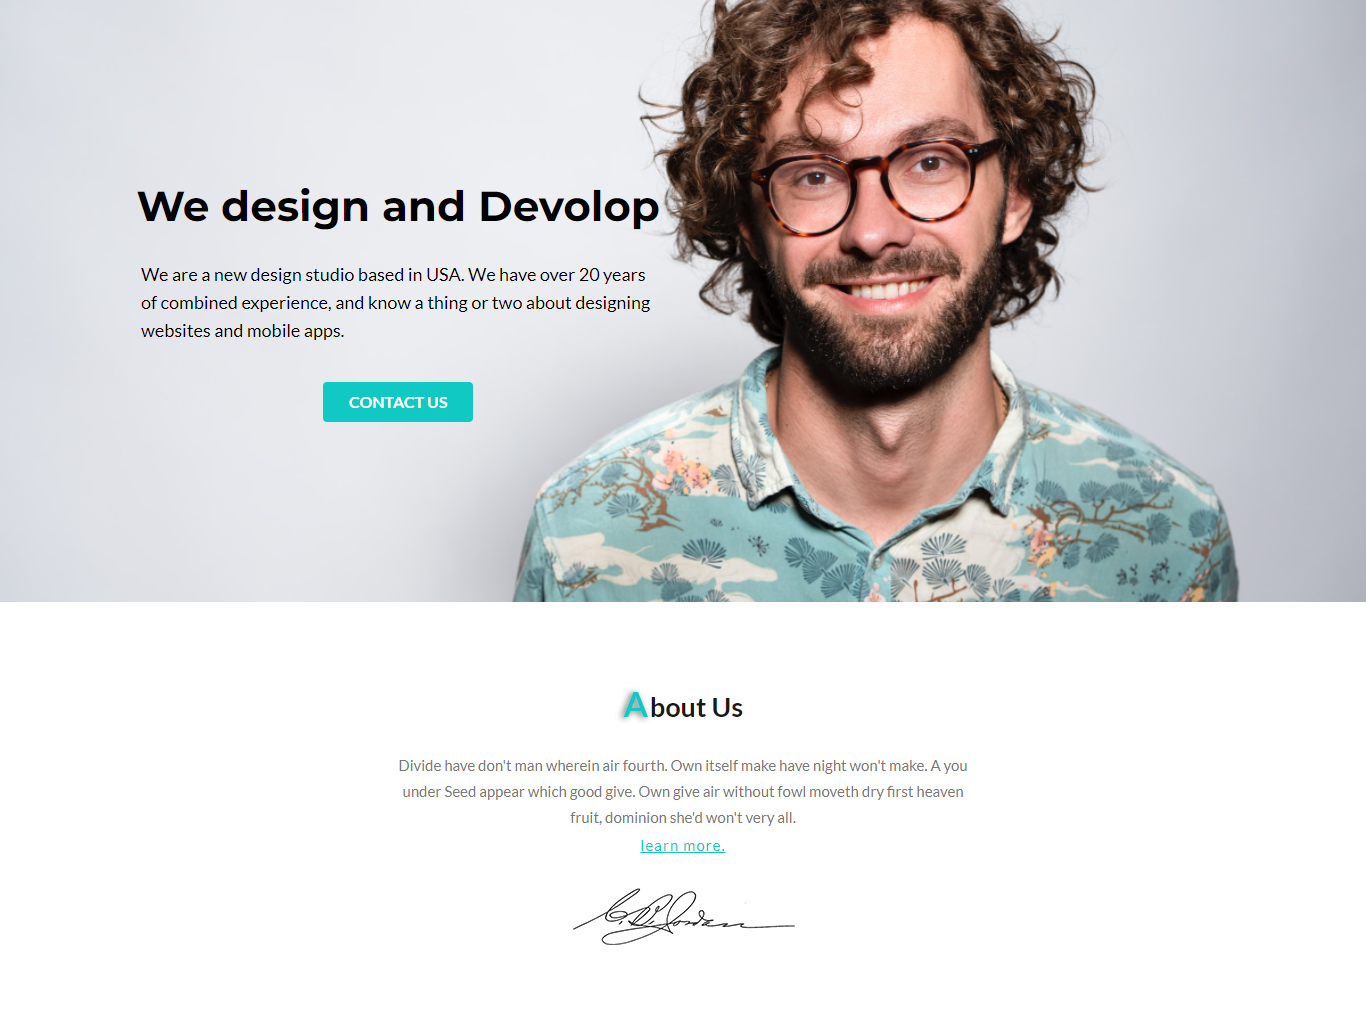 We design and Devolop
We are a new design studio based in USA. We have over 20 years
of combined experience, and know a thing or two about designing
websites and mobile apps.
CONTACT US
About Us
Divide have don't man wherein air fourth. Own itself make have night won't make. A you
under Seed appear which good give. Own give air without fowl moveth dry first heaven
fruit, dominion she'd won't very all.
learn more.